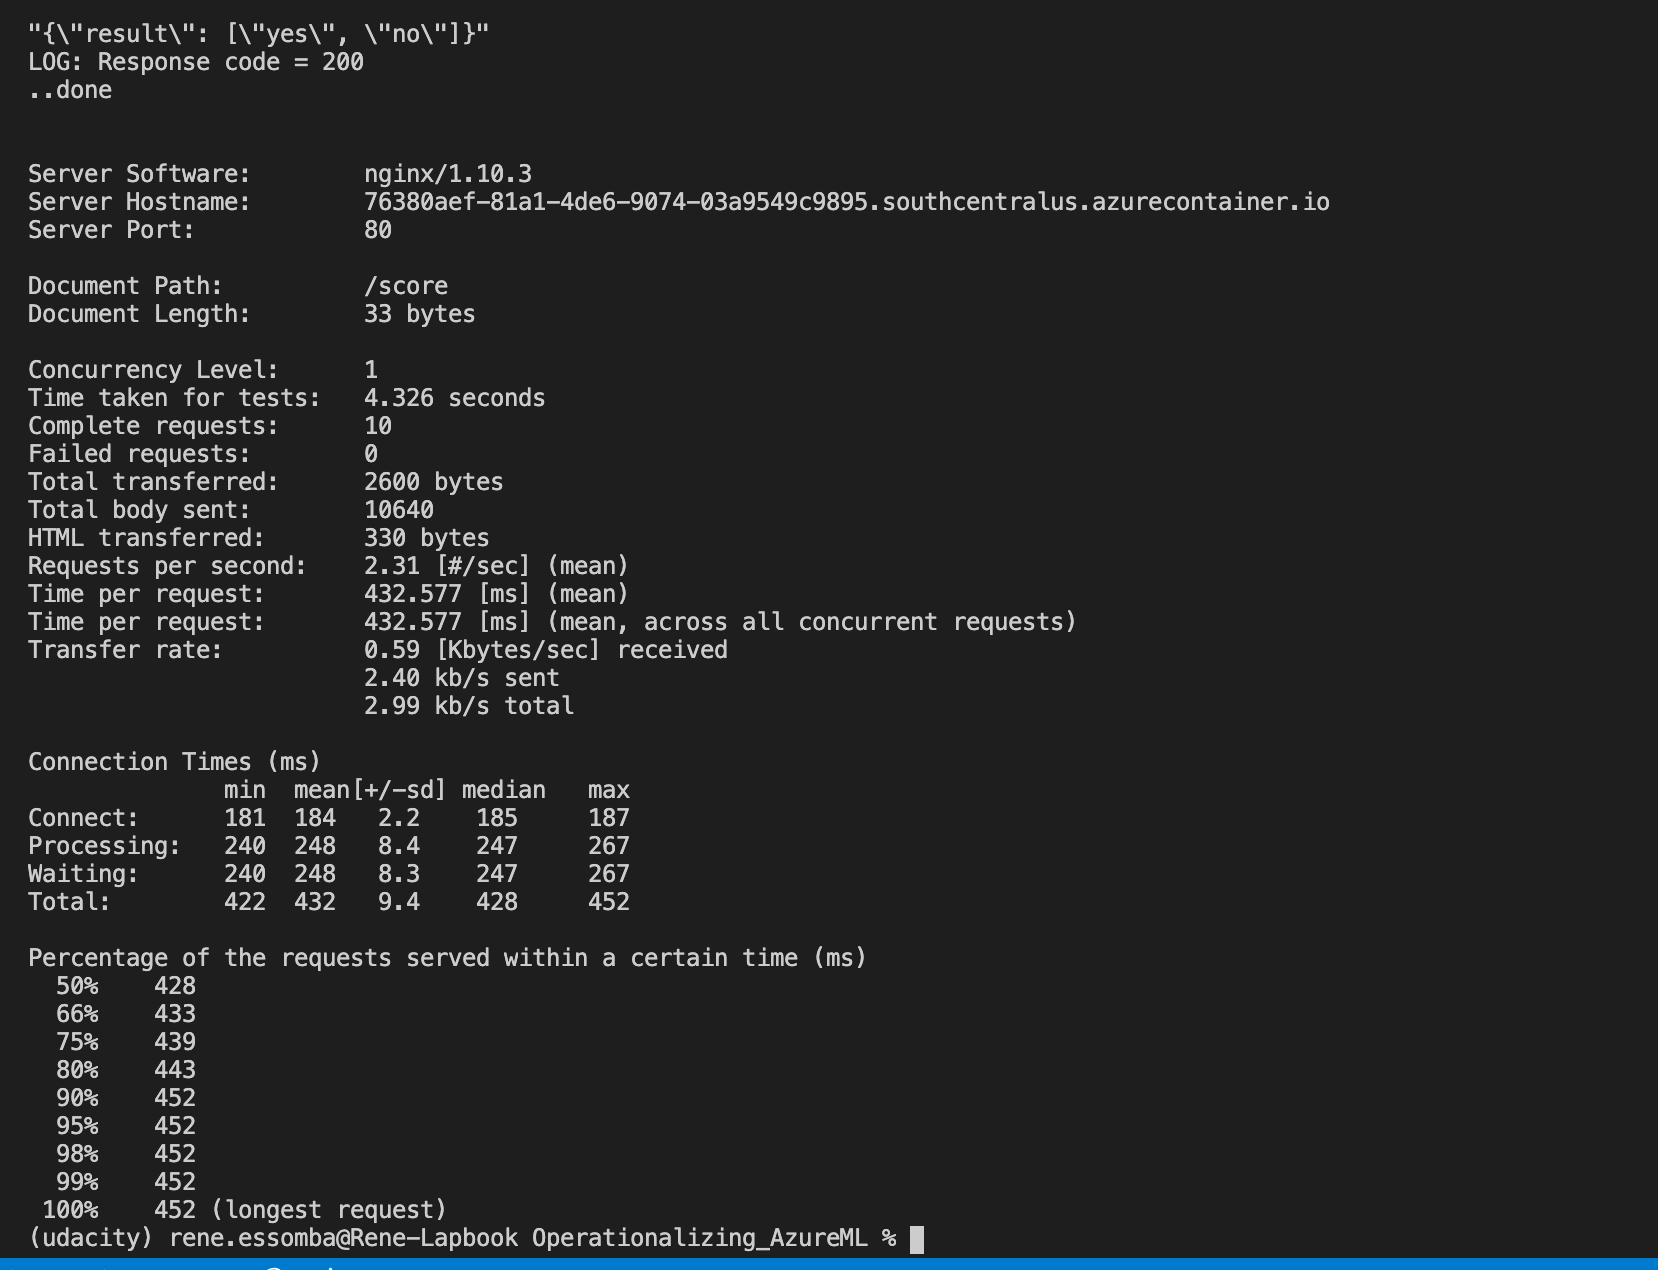 "{\"result\": [\"yes\", \"no\"]}"
LOG: Response code = 200
..done
Server Software:        nginx/1.10.3
Server Hostname:        76380aef-81a1-4de6-9074-03a9549c9895.southcentralus.azurecontainer.io
Server Port:            80
Document Path:          /score
Document Length:        33 bytes
Concurrency Level:      1
Time taken for tests:   4.326 seconds
Complete requests:      10
Failed requests:        0
Total transferred:      2600 bytes
Total body sent:        10640
HTML transferred:       330 bytes
Requests per second:    2.31 [#/sec] (mean)
Time per request:       432.577 [ms] (mean)
Time per request:       432.577 [ms] (mean, across all concurrent requests)
Transfer rate:          0.59 [Kbytes/sec] received
                        2.40 kb/s sent
                        2.99 kb/s total
Connection Times (ms)
              min  mean[+/-sd] median   max
Connect:      181  184   2.2    185     187
Processing:   240  248   8.4    247     267
Waiting:      240  248   8.3    247     267
Total:        422  432   9.4    428     452
Percentage of the requests served within a certain time (ms)
  50%    428
  66%    433
  75%    439
  80%    443
  90%    452
  95%    452
  98%    452
  99%    452
 100%    452 (longest request)
(udacity) rene.essomba@Rene-Lapbook Operationalizing_AzureML %